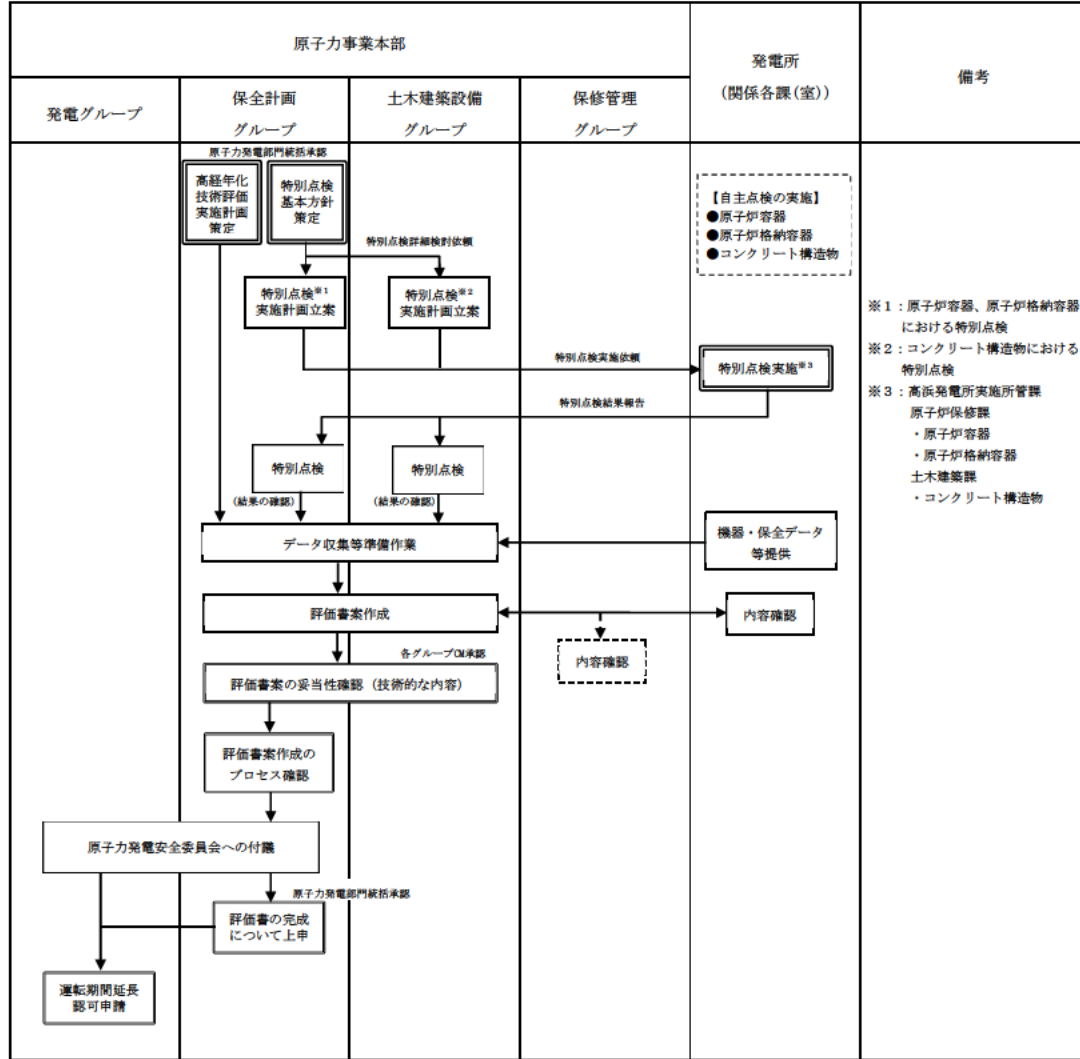 原子力事業本部
発電所
(関係各課(室))
備考
発電グループ
保全計画
グループ
土木建築設備
グループ
保修管理
グループ
原子力発電部門統括承認
高経年化
技術評価
実施計画
策定
特別点検
基本方針
策定
【自主点検の実施】
●原子炉容器
●原子炉格納容器
●コンクリート構造物
特別点検詳細検討依頼
特別点検※1
実施計画立案
特別点検※2
実施計画立案
※1：原子炉容器、原子炉格納容器
における特別点検
※2：コンクリート構造物における
特別点検
※3：高浜発電所実施所管課
原子炉保修課
・原子炉容器
・原子炉格納容器
土木建築課
・コンクリート構造物
特別点検実施依頼
特別点検実施※3
特別点検結果報告
特別点検
(結果の確認)
特別点検
(結果の確認)
データ収集等準備作業
機器・保全データ
等提供
評価書案作成
内容確認
内容確認
各グループCM承認
評価書案の妥当性確認（技術的な内容）
評価書案作成の
プロセス確認
原子力発電安全委員会への付議
原子力発電部門統括承認
評価書の完成
について上申
運転期間延長
認可申請